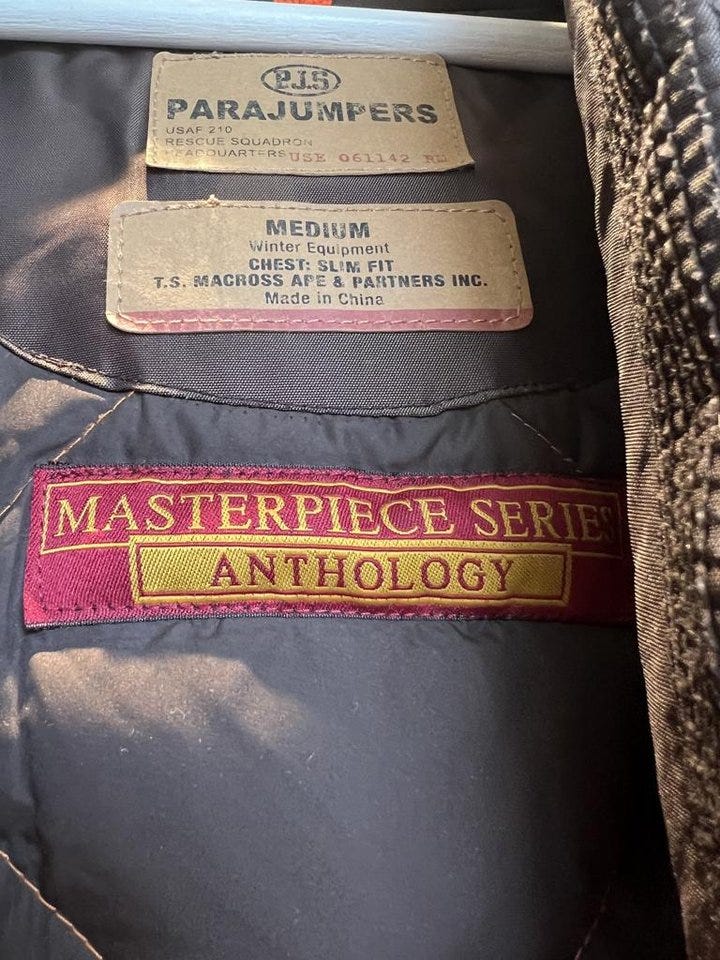 P.J.S
PARAJUMPERS
USAF 210
RESCUE SQUADRON
HEADQUARTERS USE 061142
MEDIUM
Winter Equipment
CHEST: SLIM FIT
T.S. MACROSS APE & PARTNERS INC.
Made in China
MASTERPIECE SERIES
ANTHOLOGY